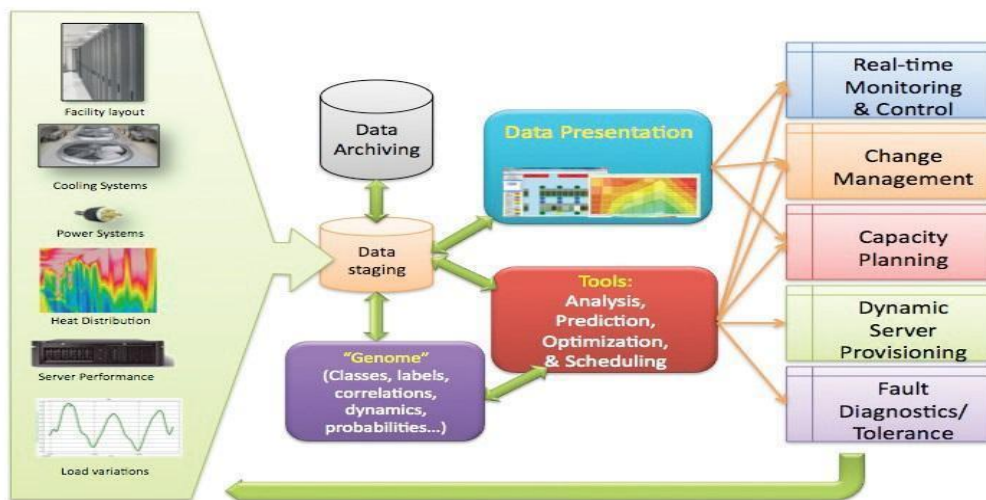 Facility layout
Cooling Systems
Power Systems
Heat Distribution
Server Performance
Load variations
Data
Archiving
Data
staging
"Genome"
(Classes, labels,
correlations,
dynamics,
probabilities...)
Data Presentation
Tools:
Analysis,
Prediction,
Optimization,
& Scheduling
Real-time
Monitoring
& Control
Change
Management
Capacity
Planning
Dynamic
Server
Provisioning
Fault
Diagnostics/
Tolerance